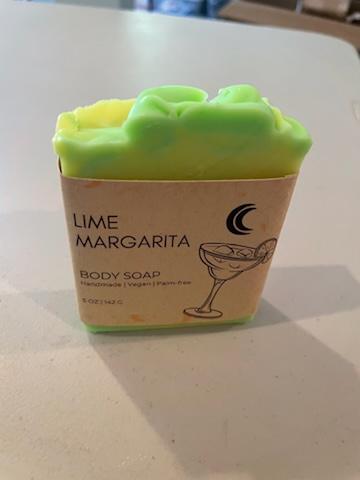 LIME
MARGARITA
BODY SOAP
Handmade | Vegan | Palm-free
5 OZ | 142 G